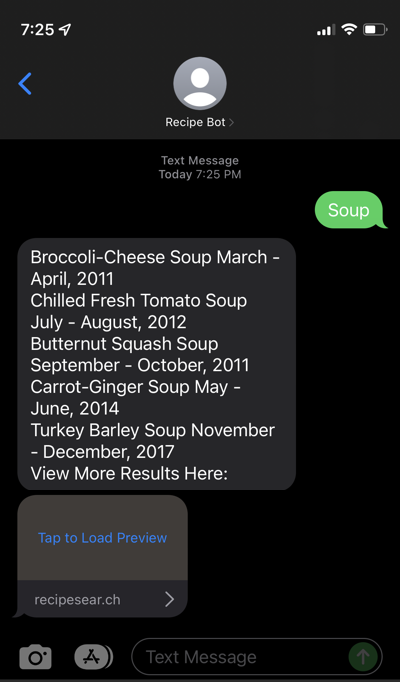 7:25
Recipe Bot
Text Message
Today 7:25 PM
Soup
Broccoli-Cheese Soup March -
April, 2011
Chilled Fresh Tomato Soup
July - August, 2012
Butternut Squash Soup
September - October, 2011
Carrot-Ginger Soup May -
June, 2014
Turkey Barley Soup November
- December, 2017
View More Results Here:
Tap to Load Preview
recipesear.ch
Text Message